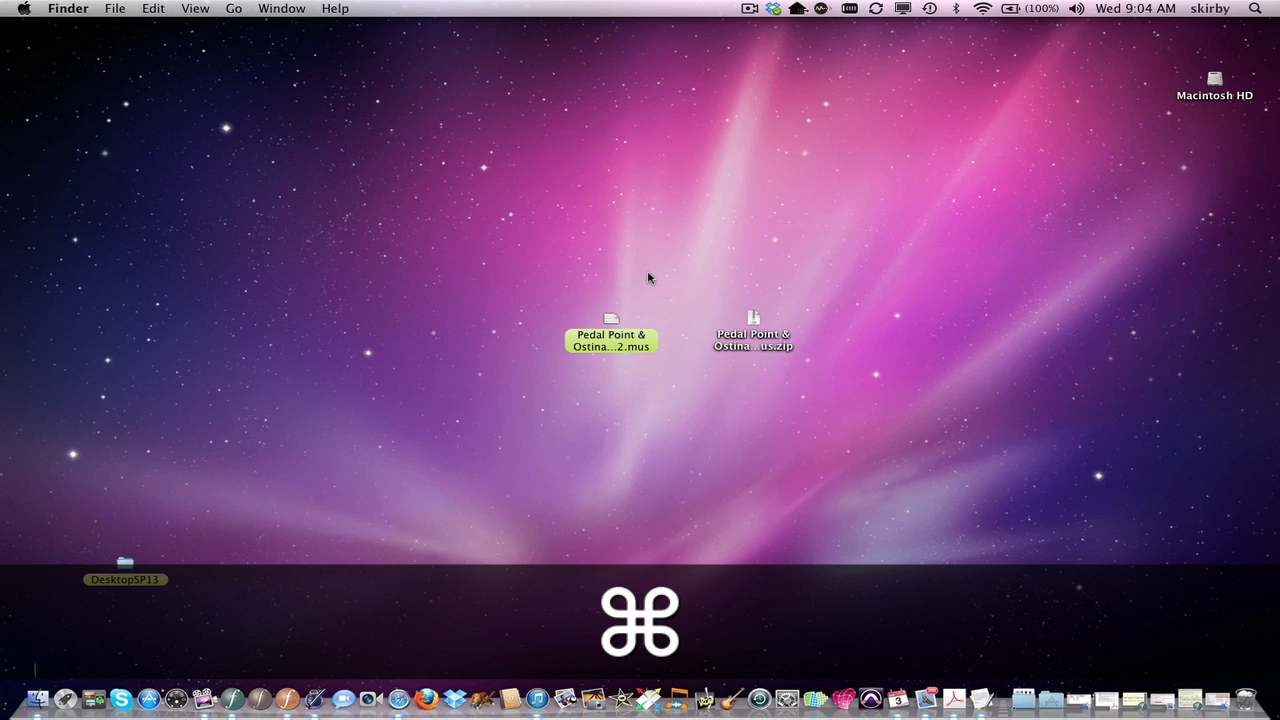 Finder File Edit View Go Window Help (100%) Wed 9:04 AM skirby
Macintosh HD
Pedal Point &
Ostina...2.mus
Pedal Point &
Ostina...us.zip
DesktopSP13
⌘